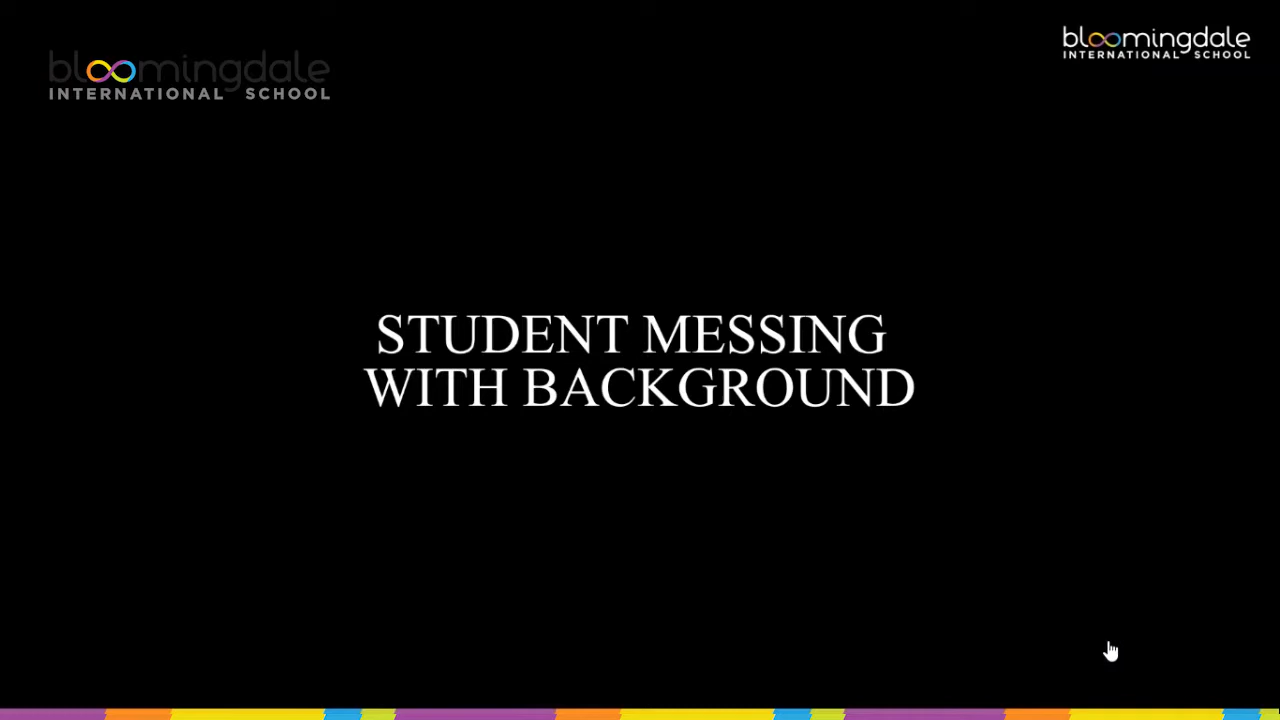 bloomingdale
INTERNATIONAL SCHOOL
bloomingdale
INTERNATIONAL SCHOOL
STUDENT MESSING
WITH BACKGROUND